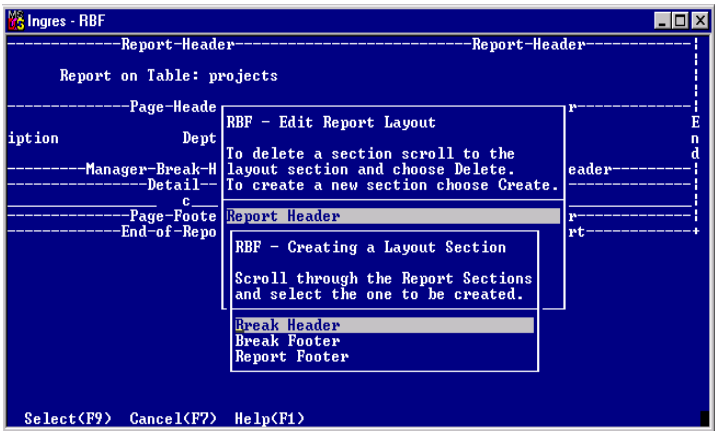 Ingres - RBF
-------------Report-Header---------------------------Report-Header------------
Report on Table: projects
--------------Page-Heade r-------------
RBF - Edit Report Layout
E
iption Dept n
To delete a section scroll to the d
---------Manager-Break-H layout section and choose Delete. eader--------
----------------Detail-- To create a new section choose Create. -------------
c
--------------Page-Foote Report Header r-------------
-------------End-of-Repo rt------------+
RBF - Creating a Layout Section
Scroll through the Report Sections
and select the one to be created.
Break Header
Break Footer
Report Footer
Select(F9) Cancel(F7) Help(F1)